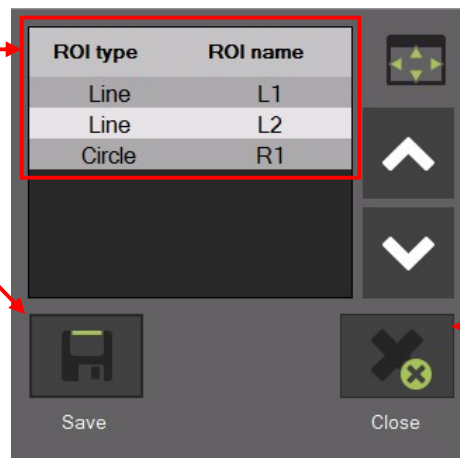 ROI type ROI name
Line L1
Line L2
Circle R1
Save Close